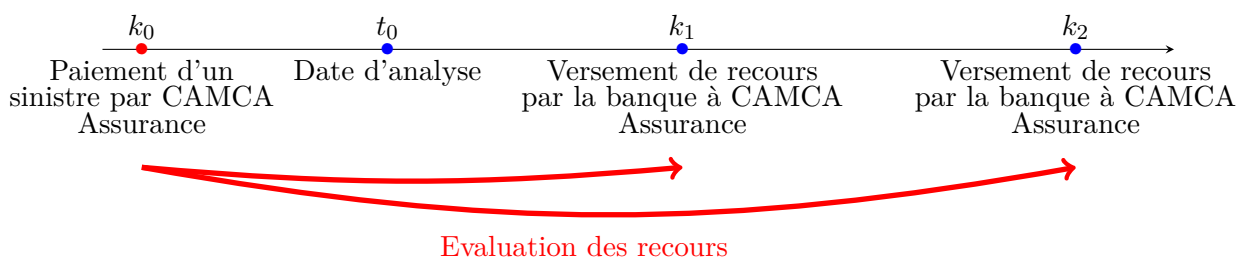 k₀ t₀ k₁ k₂
Paiement d'un
sinistre par CAMCA
Assurance
Date d'analyse
Versement de recours
par la banque à CAMCA
Assurance
Versement de recours
par la banque à CAMCA
Assurance
Evaluation des recours